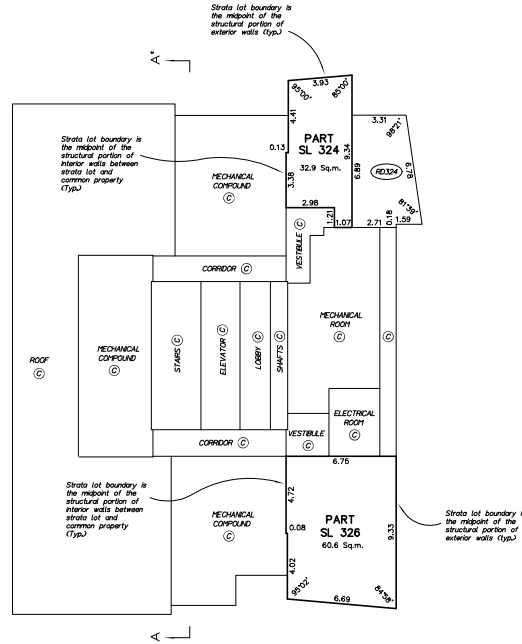 Strata lot boundary is
the midpoint of the
structural portion of
exterior walls (typ.)
A
3.93
95°00'
85°00'
4.41
PART
SL 324
32.9 Sq.m.
3.31
98°21'
Strata lot boundary is
the midpoint of the
structural portion of
interior walls between
strata lot and
common property
(Typ.)
0.13
9.34
6.89
RD324
6.78
MECHANICAL
COMPOUND
C
3.38
2.98
81°39'
1.21
1.07
2.71
0.18
1.59
VESTIBULE C
CORRIDOR C
ROOF
C
MECHANICAL
COMPOUND
C
STAIRS C
ELEVATOR C
LOBBY C
SHAFTS C
MECHANICAL
ROOM
C
C
ELECTRICAL
ROOM
C
CORRIDOR C
VESTIBULE
C
6.75
Strata lot boundary is
the midpoint of the
structural portion of
interior walls between
strata lot and
common property
(Typ.)
MECHANICAL
COMPOUND
C
4.72
0.08
PART
SL 326
60.6 Sq.m.
9.33
Strata lot boundary
the midpoint of the
structural portion of
exterior walls (typ.)
4.02
95°02'
84°58'
6.69
A